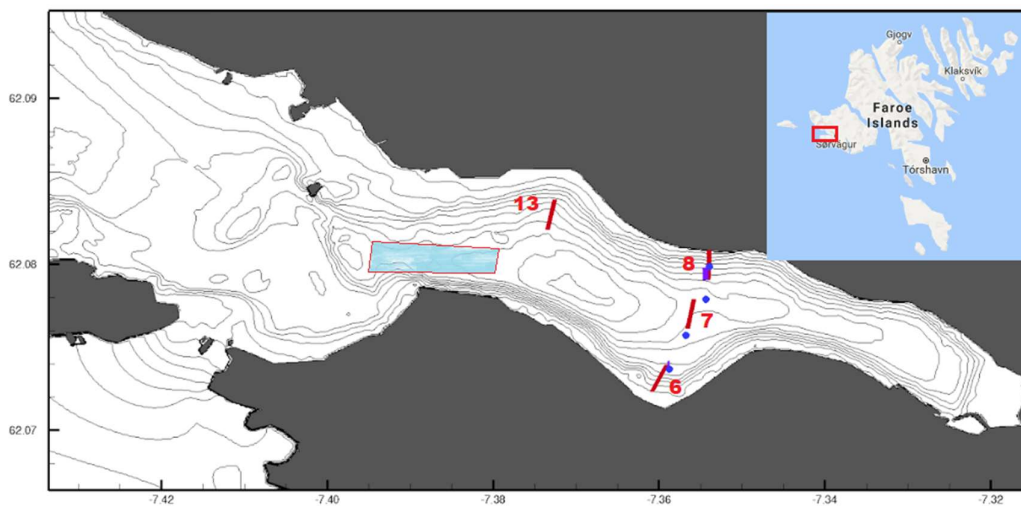 Gjogv
Klaksvík
Faroe
Islands
Sørvagur
Tórshavn
62.09
13
62.08
8
7
6
62.07
-7.42
-7.40
-7.38
-7.36
-7.34
-7.32